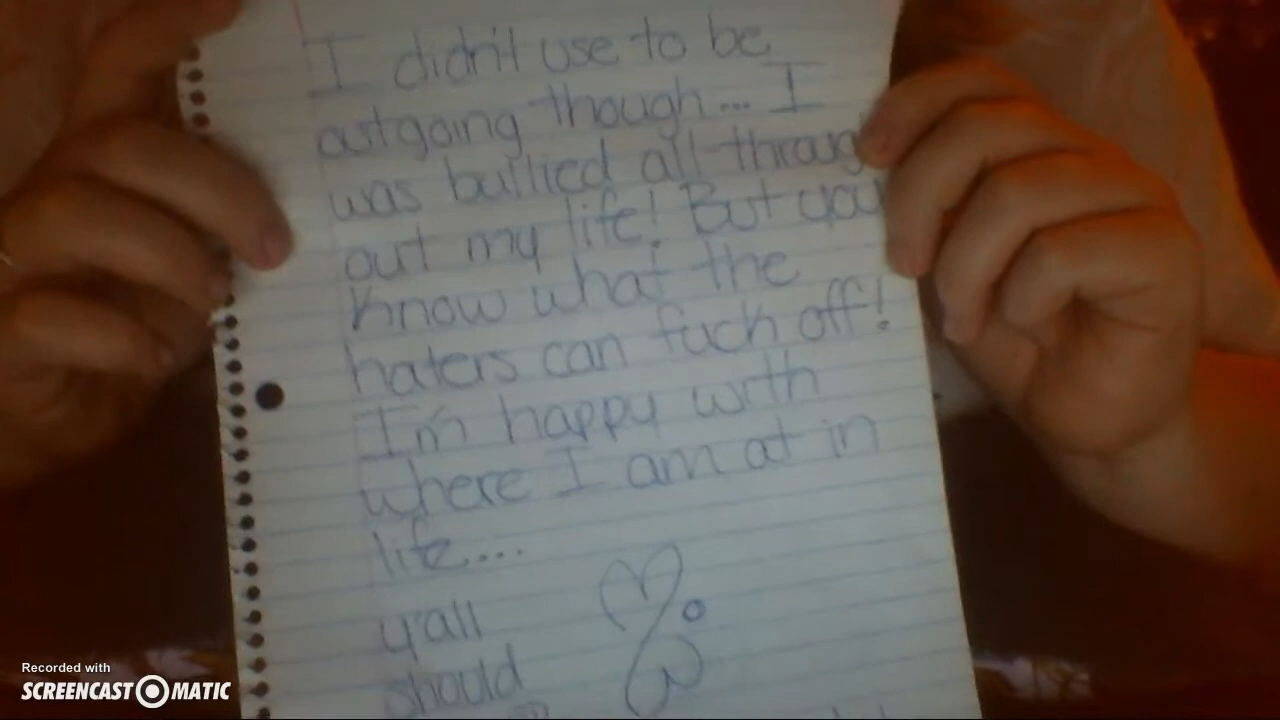 I didn't use to be
outgoing though... I
was bullied all throug
out my life! But you
know what the
haters can fuck off!
I'm happy with
where I am at in
life....
y'all
should
Recorded with
SCREENCAST MATIC